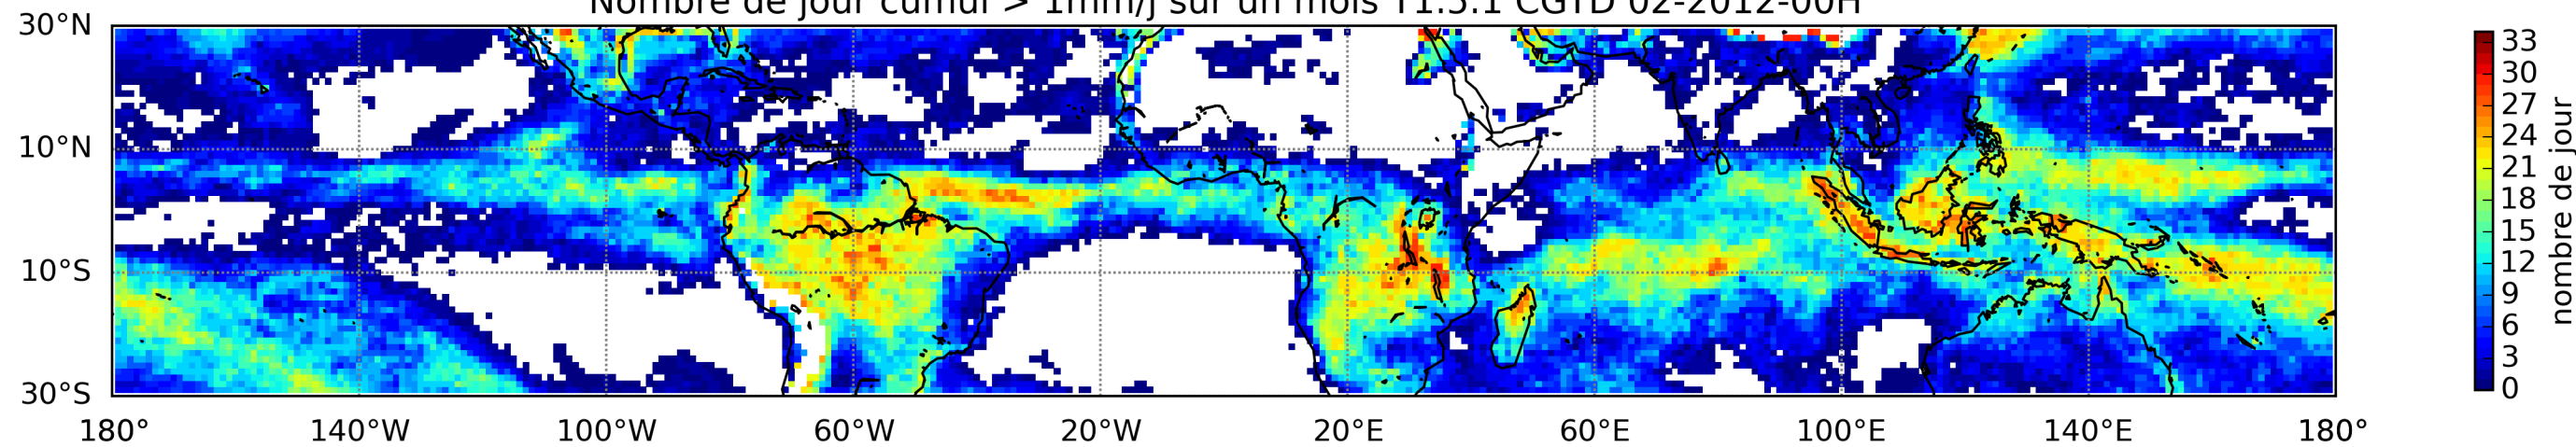 Nombre de jour cumul > 1mm/j sur un mois T1.5.1 CGTD 02-2012-00H
30°N
10°N
10°S
30°S
180°
140°W
100°W
60°W
20°W
20°E
60°E
100°E
140°E
180°
33
30
27
24
21
18
15
12
9
6
3
0
nombre de jour